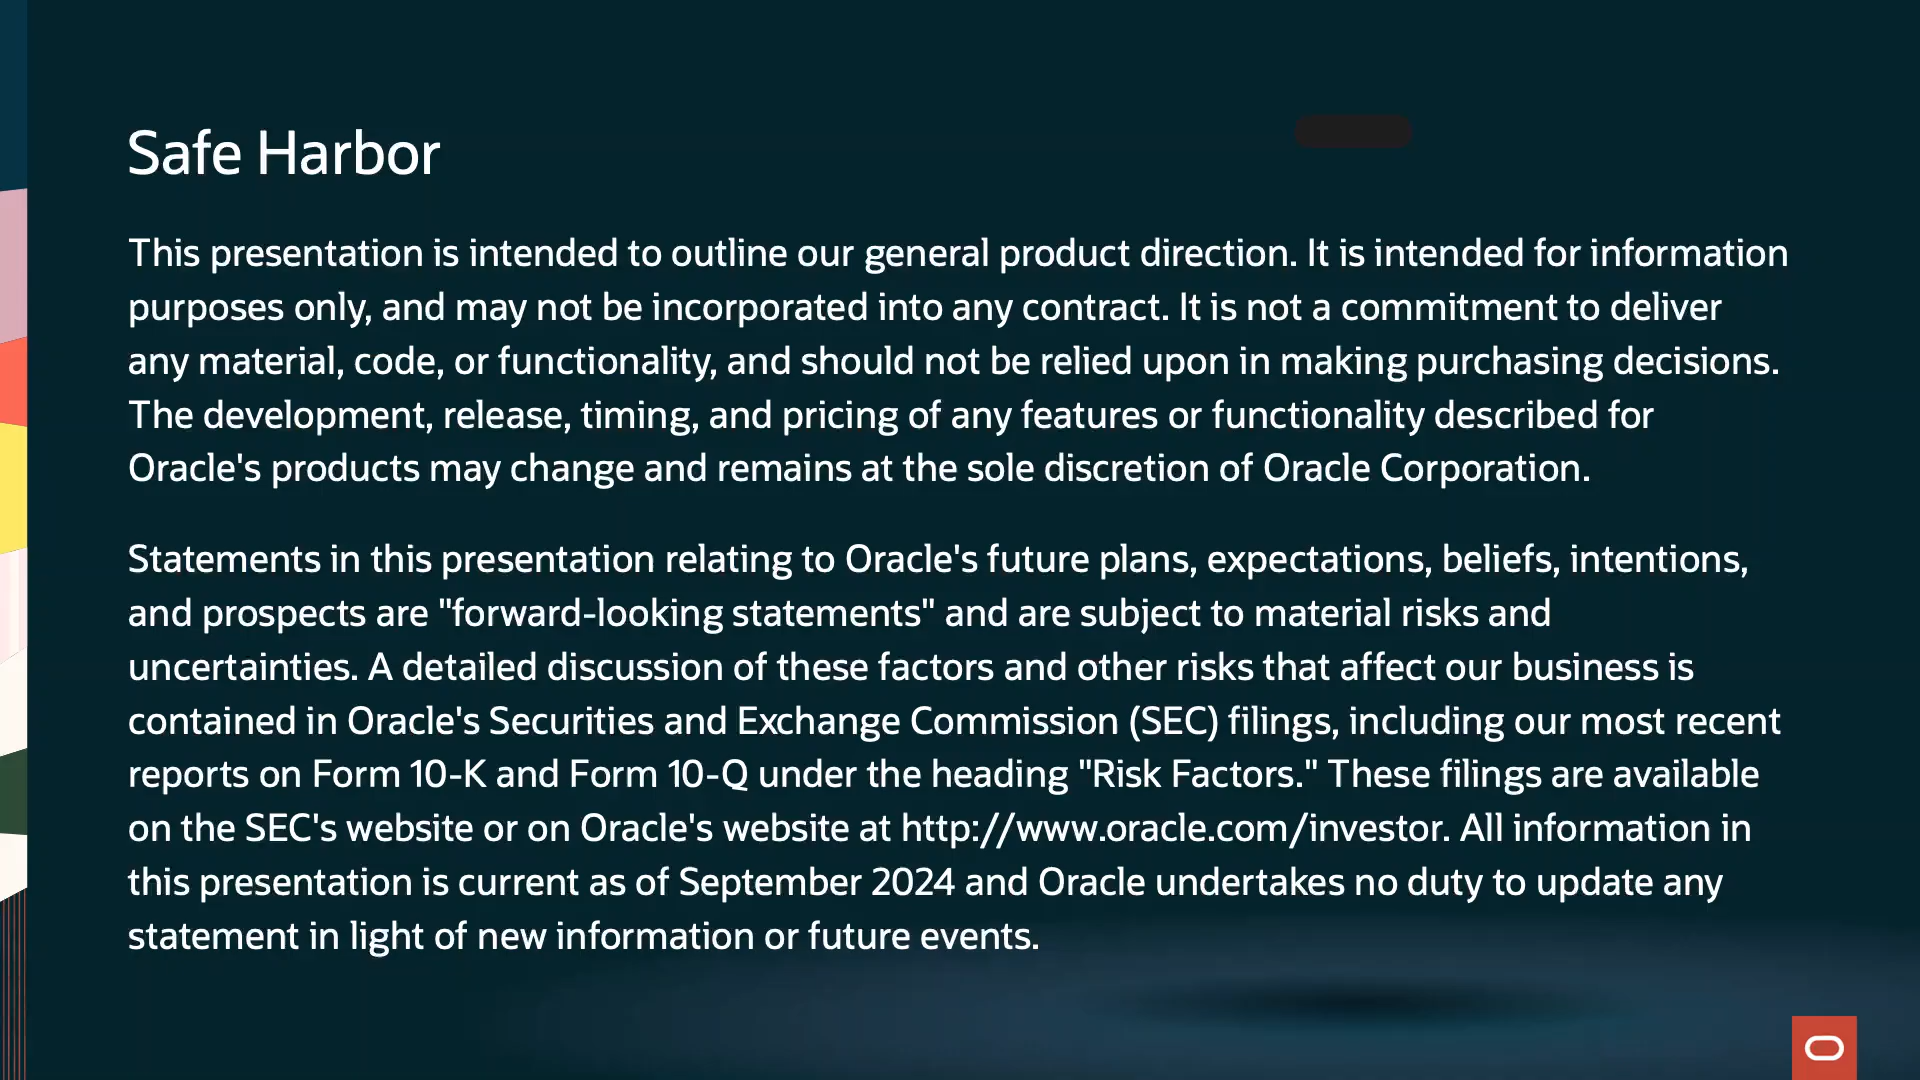 Safe Harbor
This presentation is intended to outline our general product direction. It is intended for information
purposes only, and may not be incorporated into any contract. It is not a commitment to deliver
any material, code, or functionality, and should not be relied upon in making purchasing decisions.
The development, release, timing, and pricing of any features or functionality described for
Oracle's products may change and remains at the sole discretion of Oracle Corporation.
Statements in this presentation relating to Oracle's future plans, expectations, beliefs, intentions,
and prospects are "forward-looking statements" and are subject to material risks and
uncertainties. A detailed discussion of these factors and other risks that affect our business is
contained in Oracle's Securities and Exchange Commission (SEC) filings, including our most recent
reports on Form 10-K and Form 10-Q under the heading "Risk Factors." These filings are available
on the SEC's website or on Oracle's website at http://www.oracle.com/investor. All information in
this presentation is current as of September 2024 and Oracle undertakes no duty to update any
statement in light of new information or future events.